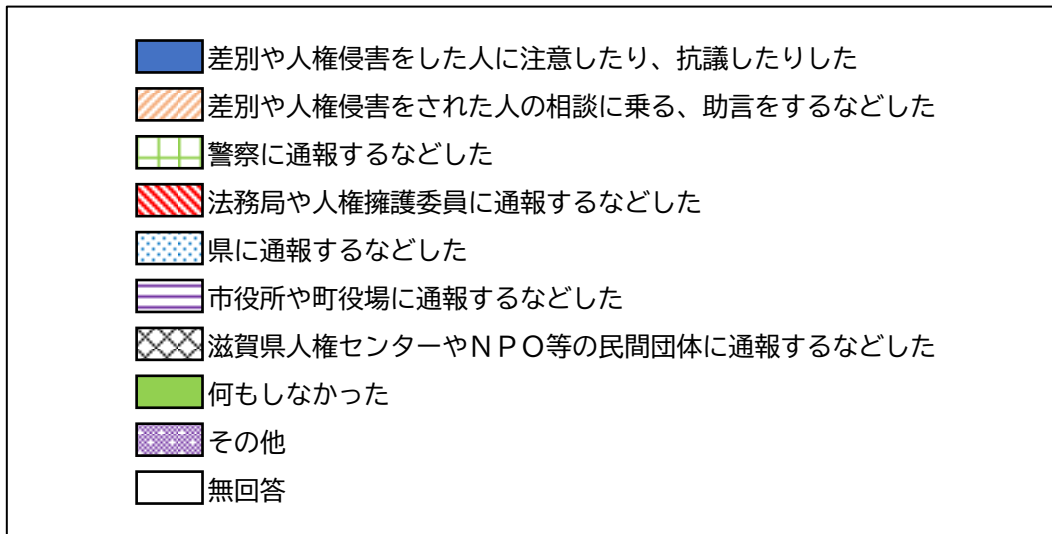 差別や人権侵害をした人に注意したり、抗議したりした
差別や人権侵害をされた人の相談に乗る、助言をするなどした
警察に通報するなどした
法務局や人権擁護委員に通報するなどした
県に通報するなどした
市役所や町役場に通報するなどした
滋賀県人権センターやＮＰＯ等の民間団体に通報するなどした
何もしなかった
その他
無回答